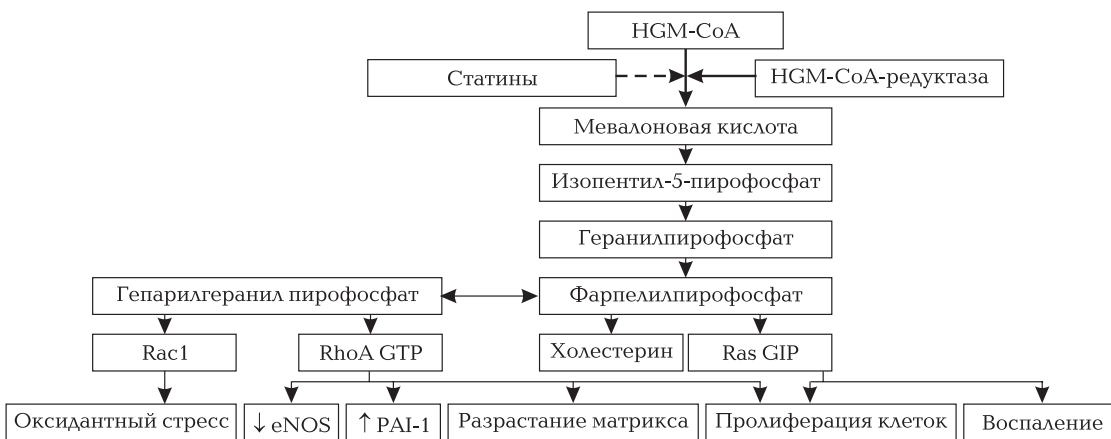 HGM-CoA
Статины
HGM-CoA-редуктаза
Мевалоновая кислота
Изопентил-5-пирофосфат
Геранилпирофосфат
Гепарилгеранил пирофосфат
Фарпелилпирофосфат
Rac1
RhoA GTP
Холестерин
Ras GIP
Оксидантный стресс
↓ eNOS
↑ PAI-1
Разрастание матрикса
Пролиферация клеток
Воспаление